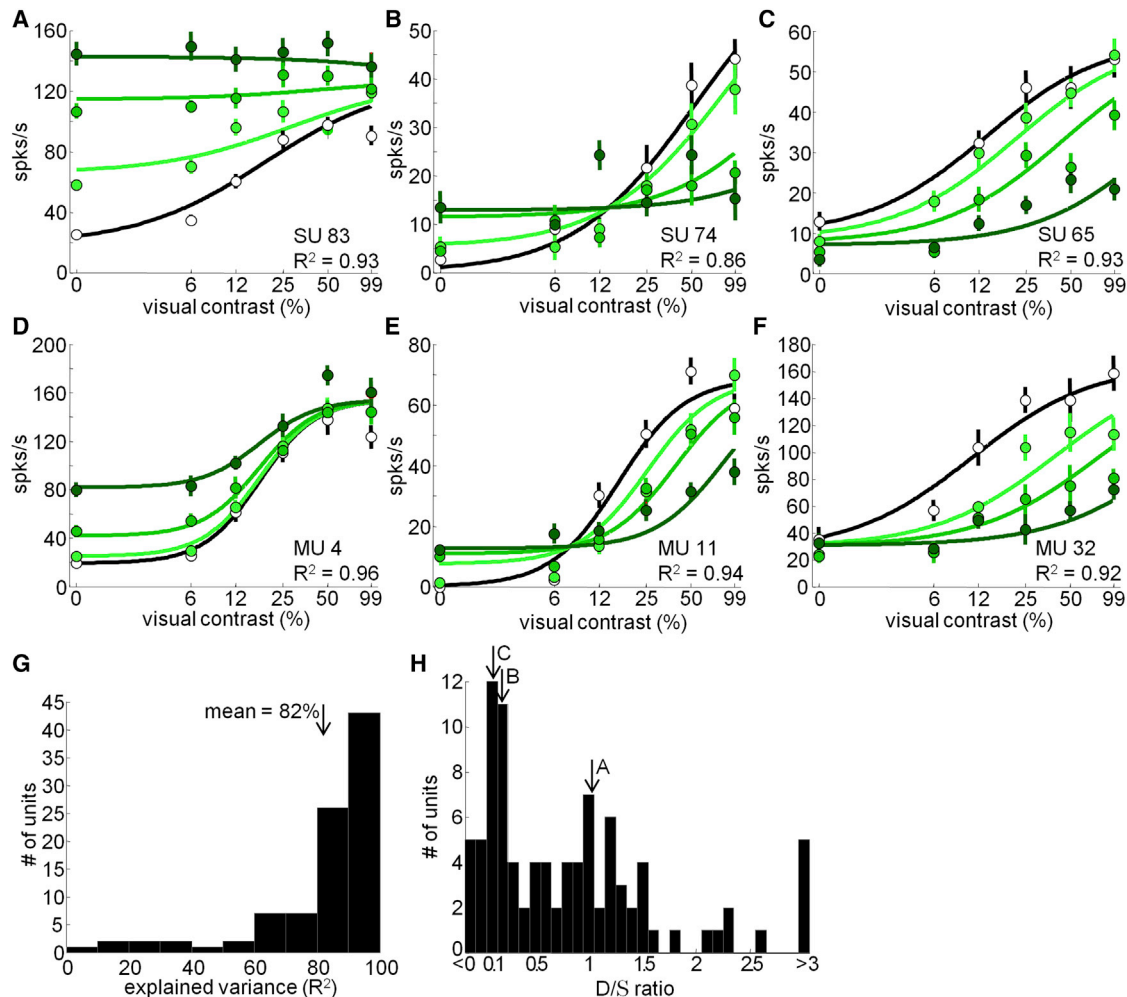 A
160
120
80
40
0
spks/s
0 6 12 25 50 99
visual contrast (%)
SU 83
R² = 0.93
B
50
40
30
20
10
0
spks/s
0 6 12 25 50 99
visual contrast (%)
SU 74
R² = 0.86
C
60
50
40
30
20
10
0
spks/s
0 6 12 25 50 99
visual contrast (%)
SU 65
R² = 0.93
D
200
160
120
80
40
0
spks/s
0 6 12 25 50 99
visual contrast (%)
MU 4
R² = 0.96
E
80
60
40
20
0
spks/s
0 6 12 25 50 99
visual contrast (%)
MU 11
R² = 0.94
F
180
160
140
120
100
80
60
40
20
0
spks/s
0 6 12 25 50 99
visual contrast (%)
MU 32
R² = 0.92
G
45
40
35
30
25
20
15
10
5
0
# of units
mean = 82%
0 20 40 60 80 100
explained variance (R²)
H
12
10
8
6
4
2
0
# of units
C
B
A
<0 0.1 0.5 1 1.5 2 25 >3
D/S ratio